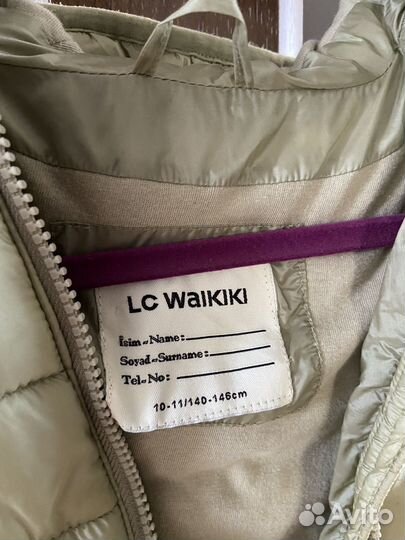 LC WAIKIKI
İsim-Name:
Soyad-Surname:
Tel-No:
10-11/140-146cm
Avito